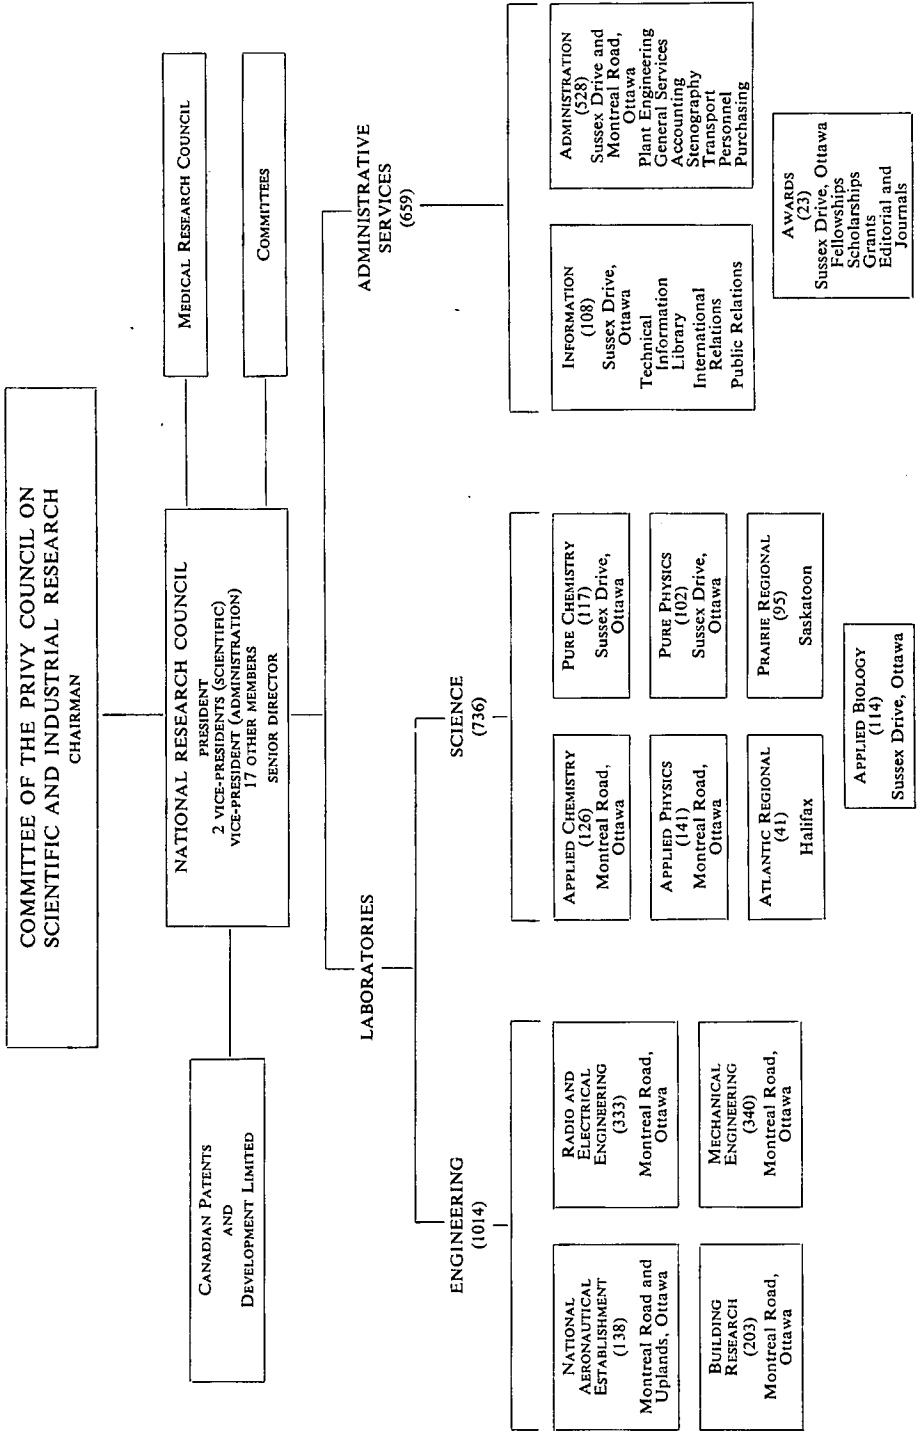 COMMITTEE OF THE PRIVY COUNCIL ON
SCIENTIFIC AND INDUSTRIAL RESEARCH
CHAIRMAN
CANADIAN PATENTS
AND
DEVELOPMENT LIMITED
NATIONAL RESEARCH COUNCIL
PRESIDENT
2 VICE-PRESIDENTS (SCIENTIFIC)
VICE-PRESIDENT (ADMINISTRATION)
17 OTHER MEMBERS
SENIOR DIRECTOR
MEDICAL RESEARCH COUNCIL
COMMITTEES
LABORATORIES
ADMINISTRATIVE
SERVICES
(659)
ENGINEERING
(1014)
SCIENCE
(736)
NATIONAL
AERONAUTICAL
ESTABLISHMENT
(138)
Montreal Road and
Uplands, Ottawa
RADIO AND
ELECTRICAL
ENGINEERING
(333)
Montreal Road,
Ottawa
BUILDING
RESEARCH
(203)
Montreal Road,
Ottawa
MECHANICAL
ENGINEERING
(340)
Montreal Road,
Ottawa
APPLIED CHEMISTRY
(126)
Montreal Road,
Ottawa
PURE CHEMISTRY
(117)
Sussex Drive,
Ottawa
APPLIED PHYSICS
(141)
Montreal Road,
Ottawa
PURE PHYSICS
(102)
Sussex Drive,
Ottawa
ATLANTIC REGIONAL
(41)
Halifax
PRAIRIE REGIONAL
(95)
Saskatoon
APPLIED BIOLOGY
(114)
Sussex Drive, Ottawa
INFORMATION
(108)
Sussex Drive,
Ottawa
Technical
Information
Library
International
Relations
Public Relations
ADMINISTRATION
(528)
Sussex Drive and
Montreal Road,
Ottawa
Plant Engineering
General Services
Accounting
Stenography
Transport
Personnel
Purchasing
AWARDS
(23)
Sussex Drive, Ottawa
Fellowships
Scholarships
Grants
Editorial and
Journals